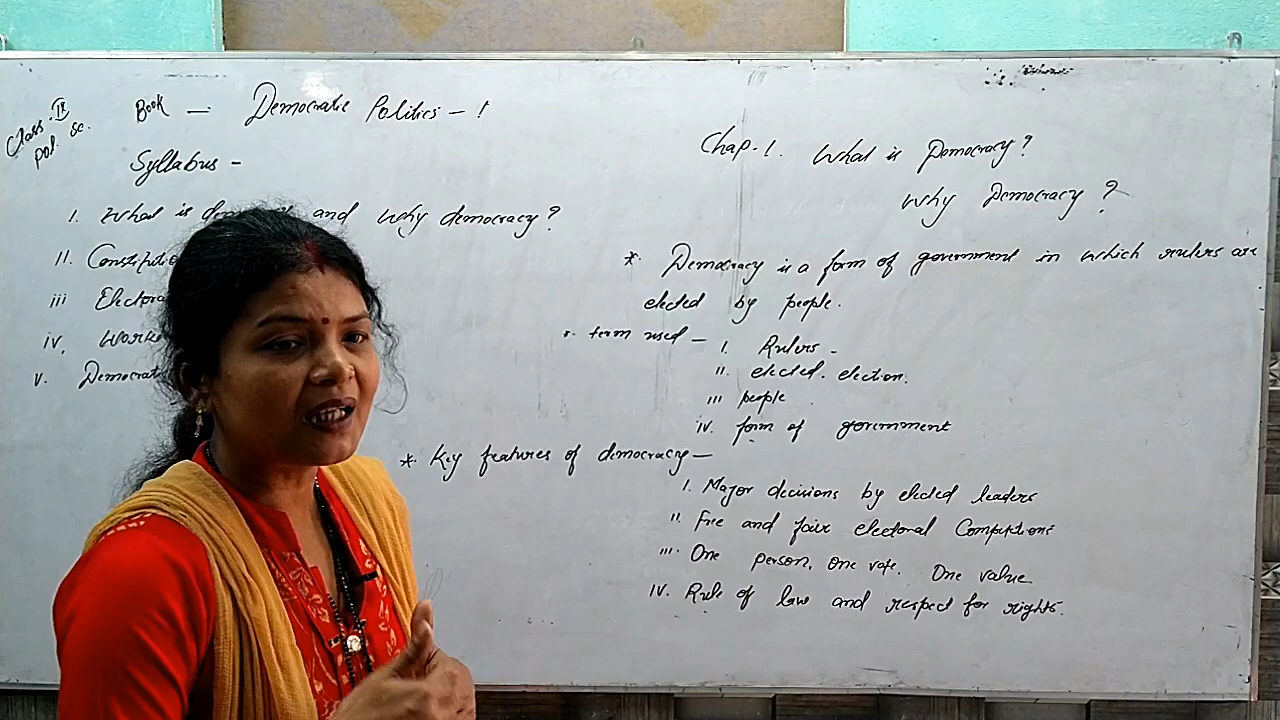 Class - IX
Pol. Sc.
Book — Democratic Politics - 1
Syllabus -
I. What is and why democracy?
II.
iii
iv,
v.
Chap. 1. What is Democracy?
Why Democracy?
*. Democracy is a form of government in which rulers are
elected by people.
*. term used — 1. Rulers -
II. elected. election.
III people
IV. form of government
*. Key features of democracy —
1. Major decisions by elected leaders
II. Free and fair electoral Competitions
III. One person, one vote. One value
IV. Rule of law and respect for rights.